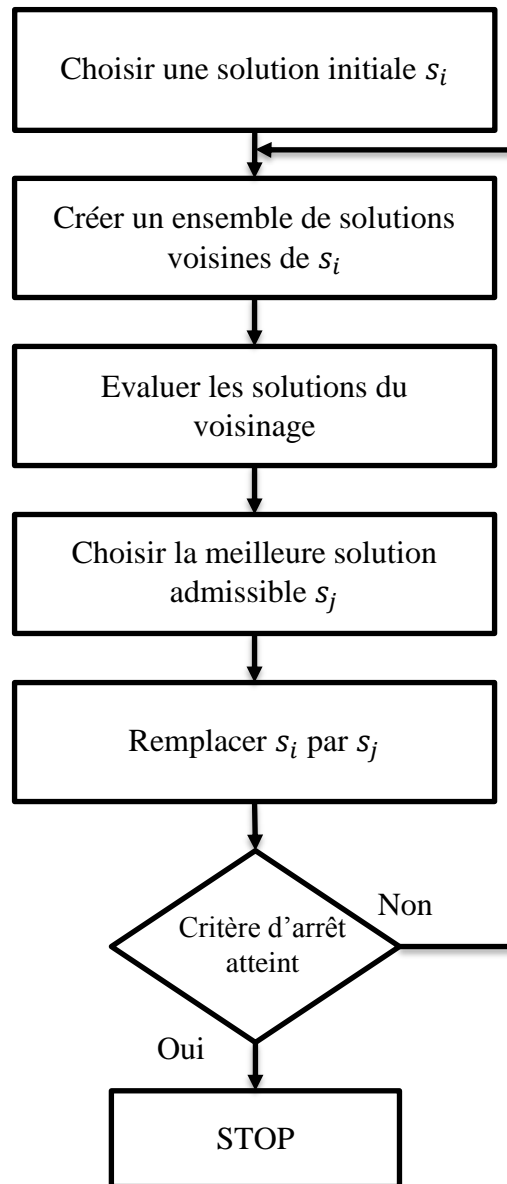 Choisir une solution initiale s_i
Créer un ensemble de solutions
voisines de s_i
Evaluer les solutions du
voisinage
Choisir la meilleure solution
admissible s_j
Remplacer s_i par s_j
Critère d'arrêt
atteint
Non
Oui
STOP